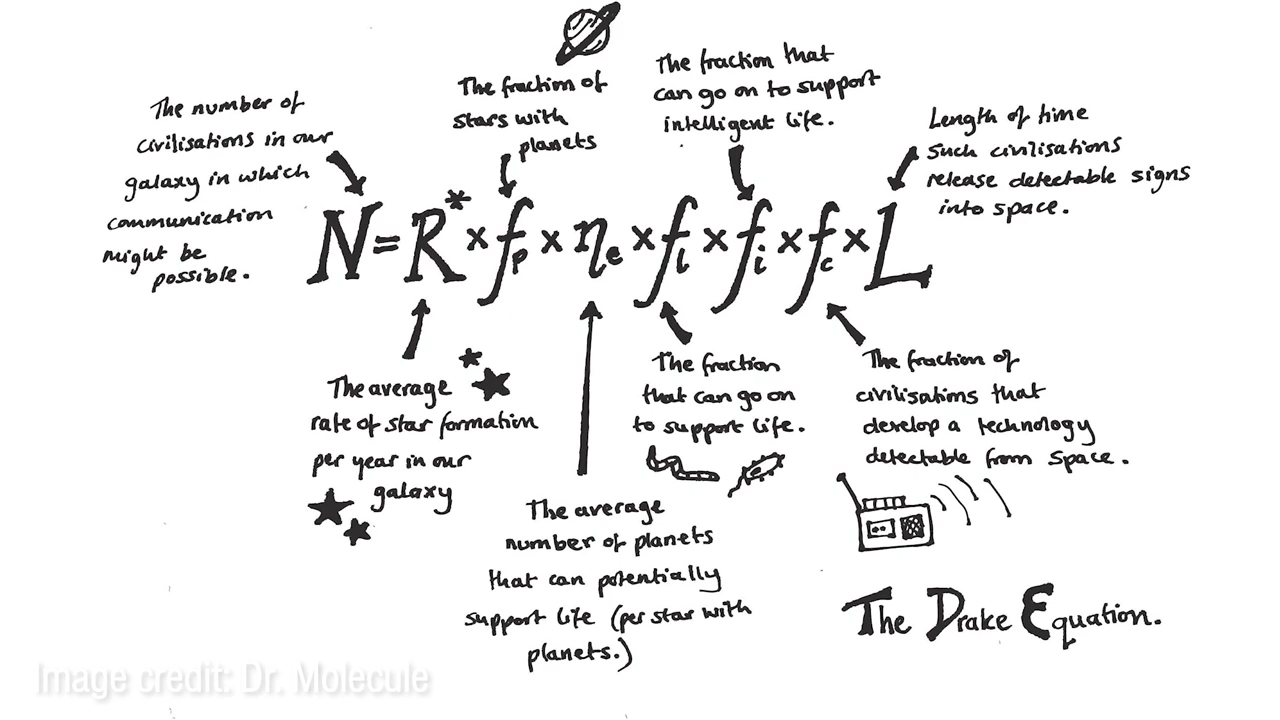 The number of
civilisations in our
galaxy in which
communication
might be
possible.
The fraction of
stars with
planets
The fraction that
can go on to support
intelligent life.
Length of time
such civilisations
release detectable signs
into space.
N = R* × fp × ηe × fl × fi × fc × L
The average
rate of star formation
per year in our
galaxy
The average
number of planets
that can potentially
support life (per star with
planets.)
The fraction
that can go on
to support life.
The fraction of
civilisations that
develop a technology
detectable from space.
The Drake Equation.
Image credit: Dr. Molecule